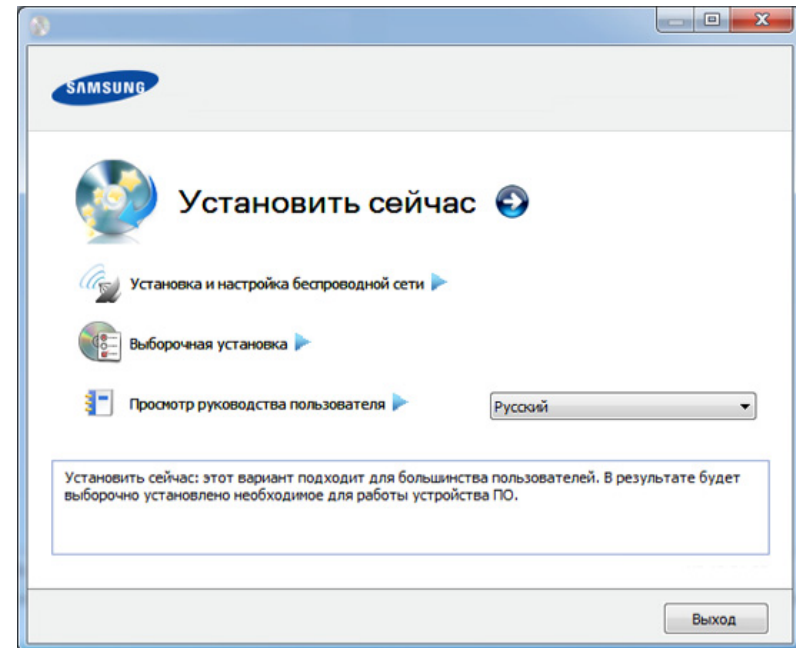 SAMSUNG
Установить сейчас
Установка и настройка беспроводной сети
Выборочная установка
Просмотр руководства пользователя
Русский
Установить сейчас: этот вариант подходит для большинства пользователей. В результате будет
выборочно установлено необходимое для работы устройства ПО.
Выход